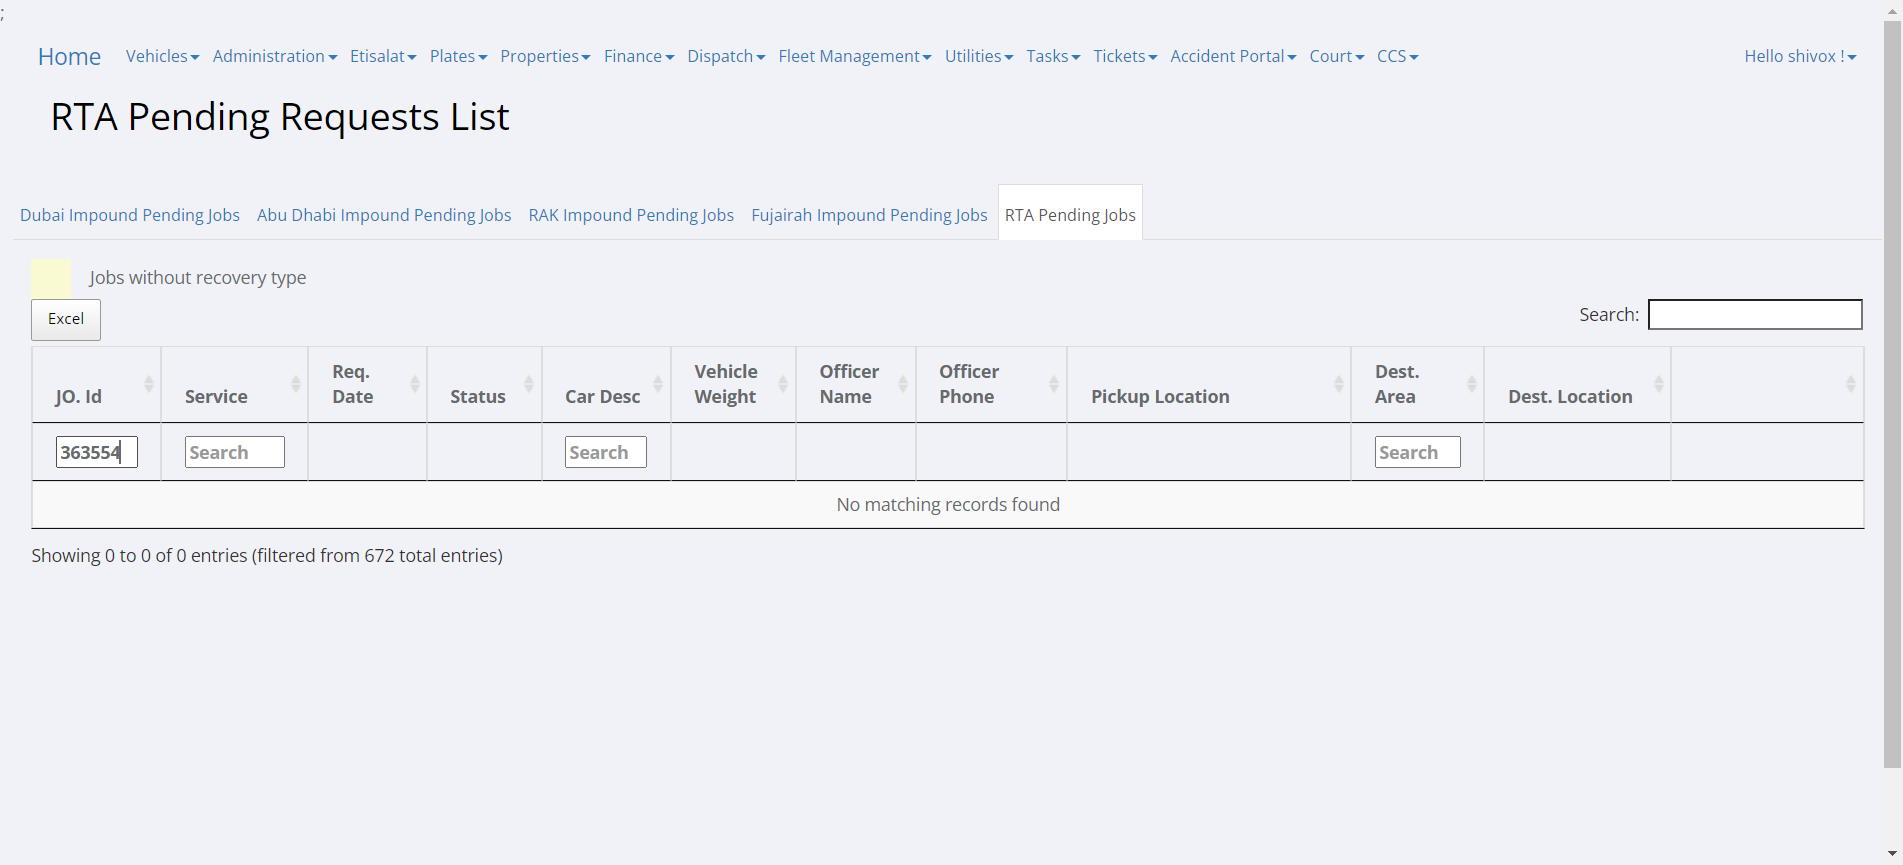 ;
Home Vehicles Administration Etisalat Plates Properties Finance Dispatch Fleet Management Utilities Tasks Tickets Accident Portal Court CCS Hello shivox !
RTA Pending Requests List
Dubai Impound Pending Jobs Abu Dhabi Impound Pending Jobs RAK Impound Pending Jobs Fujairah Impound Pending Jobs RTA Pending Jobs
Jobs without recovery type
Excel Search:
JO. Id Service Req. Date Status Car Desc Vehicle Weight Officer Name Officer Phone Pickup Location Dest. Area Dest. Location
363554 Search Search Search
No matching records found
Showing 0 to 0 of 0 entries (filtered from 672 total entries)